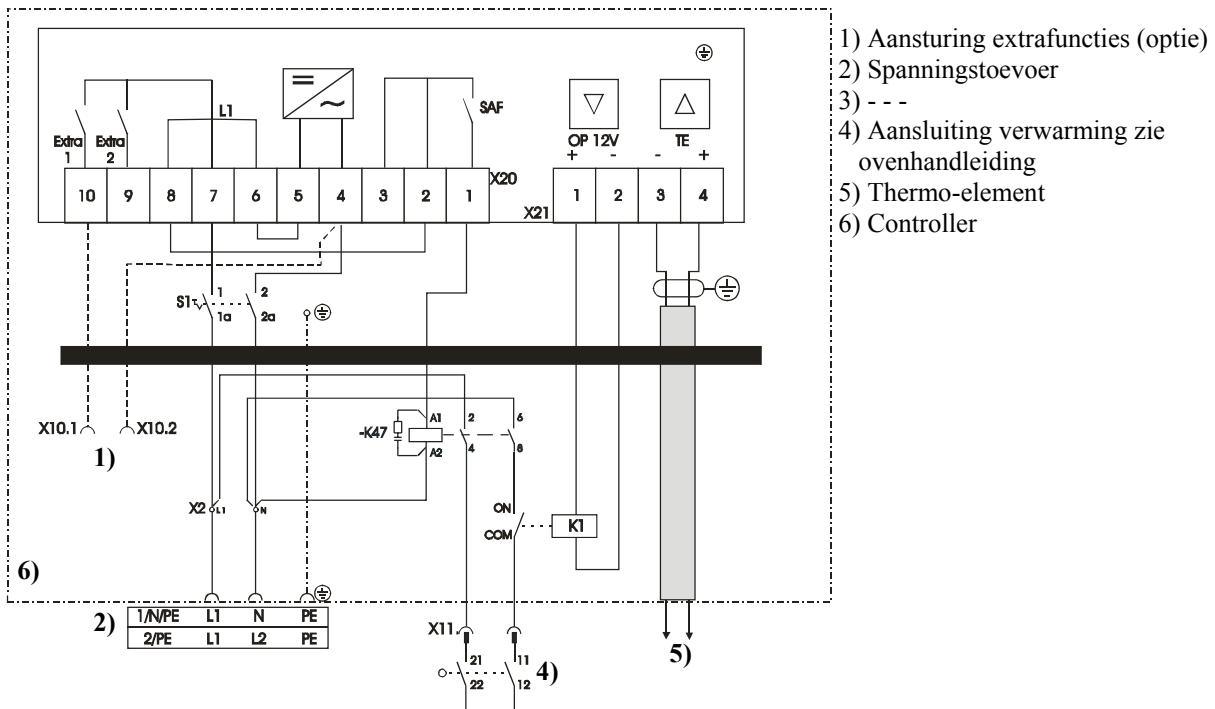 1) Aansturing extrafuncties (optie)
2) Spanningstoevoer
3) - - -
4) Aansluiting verwarming zie
ovenhandleiding
5) Thermo-element
6) Controller
L1
SAF
Extra
1
Extra
2
OP 12V
+ -
TE
- +
X20
10 9 8 7 6 5 4 3 2 1
X21
1 2 3 4
S1
1
1a
2
2a
X10.1
X10.2
1)
-K47
A1
A2
2
4
6
8
X2
L1
N
ON
COM
K1
6)
2)
1/N/PE L1 N PE
2/PE L1 L2 PE
X11.
21
22
11
12
4)
5)